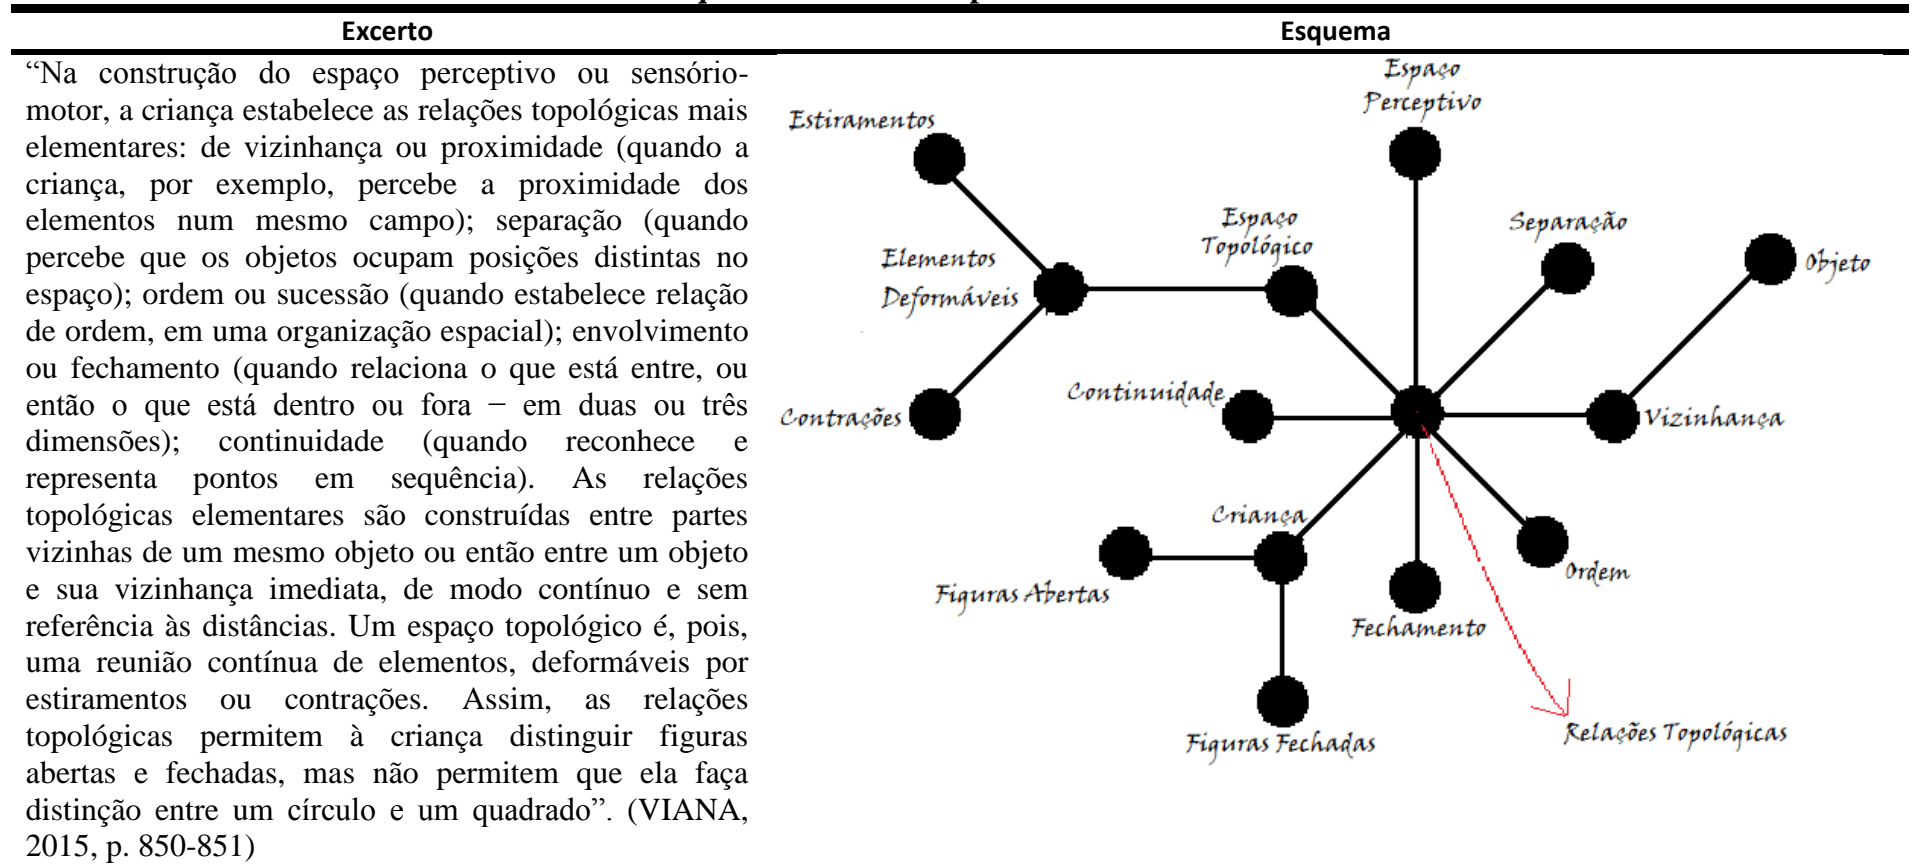 Excerto
Esquema
“Na construção do espaço perceptivo ou sensório-
motor, a criança estabelece as relações topológicas mais
elementares: de vizinhança ou proximidade (quando a
criança, por exemplo, percebe a proximidade dos
elementos num mesmo campo); separação (quando
percebe que os objetos ocupam posições distintas no
espaço); ordem ou sucessão (quando estabelece relação
de ordem, em uma organização espacial); envolvimento
ou fechamento (quando relaciona o que está entre, ou
então o que está dentro ou fora − em duas ou três
dimensões); continuidade (quando reconhece e
representa pontos em sequência). As relações
topológicas elementares são construídas entre partes
vizinhas de um mesmo objeto ou então entre um objeto
e sua vizinhança imediata, de modo contínuo e sem
referência às distâncias. Um espaço topológico é, pois,
uma reunião contínua de elementos, deformáveis por
estiramentos ou contrações. Assim, as relações
topológicas permitem à criança distinguir figuras
abertas e fechadas, mas não permitem que ela faça
distinção entre um círculo e um quadrado”. (VIANA,
2015, p. 850-851)
Espaço
Perceptivo
Estiramentos
Espaço
Topológico
Separação
Elementos
Deformáveis
Objeto
Continuidade
Contrações
Vizinhança
Criança
Ordem
Figuras Abertas
Fechamento
Figuras Fechadas
Relações Topológicas